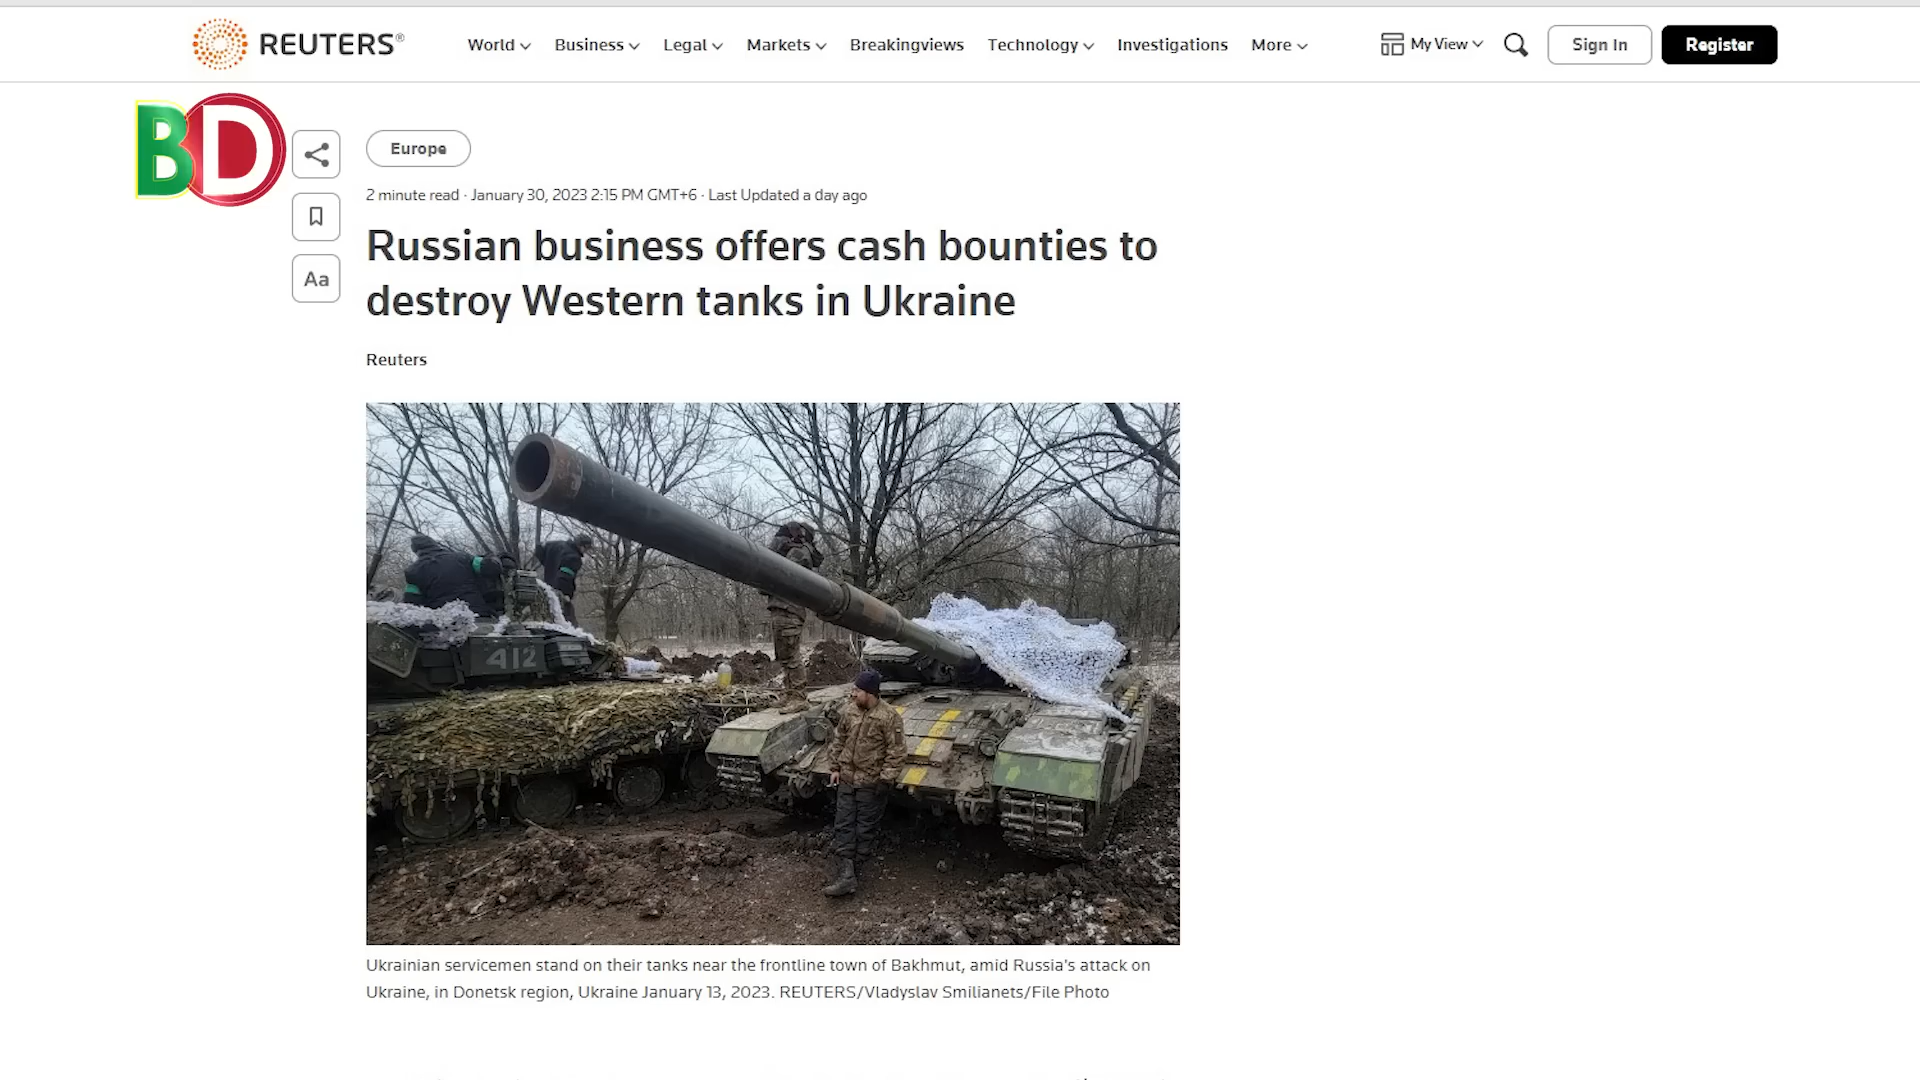 REUTERS®
World
Business
Legal
Markets
Breakingviews
Technology
Investigations
More
My View
Sign In
Register
BD
Europe
2 minute read · January 30, 2023 2:15 PM GMT+6 · Last Updated a day ago
Aa
Russian business offers cash bounties to
destroy Western tanks in Ukraine
Reuters
412
Ukrainian servicemen stand on their tanks near the frontline town of Bakhmut, amid Russia's attack on
Ukraine, in Donetsk region, Ukraine January 13, 2023. REUTERS/Vladyslav Smilianets/File Photo